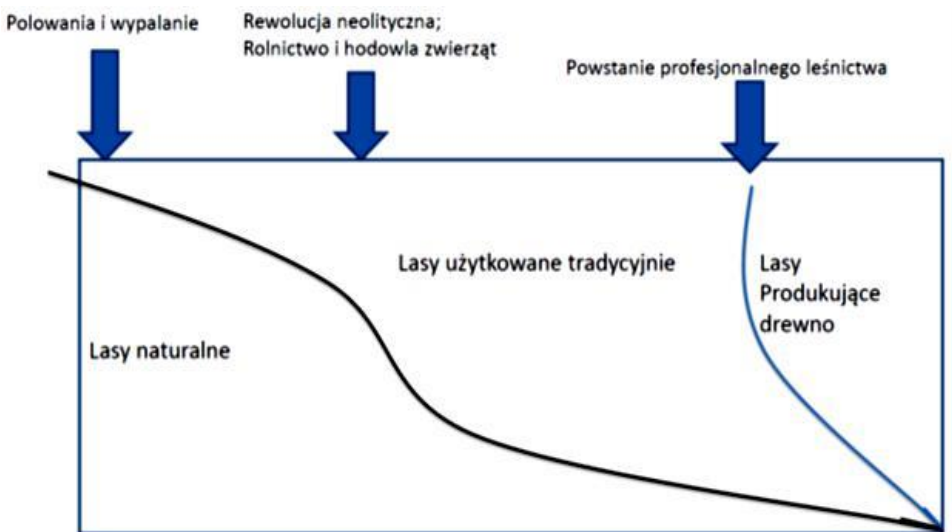 Polowania i wypalanie
Rewolucja neolityczna;
Rolnictwo i hodowla zwierząt
Powstanie profesjonalnego leśnictwa
Lasy użytkowane tradycyjnie
Lasy
Produkujące
drewno
Lasy naturalne